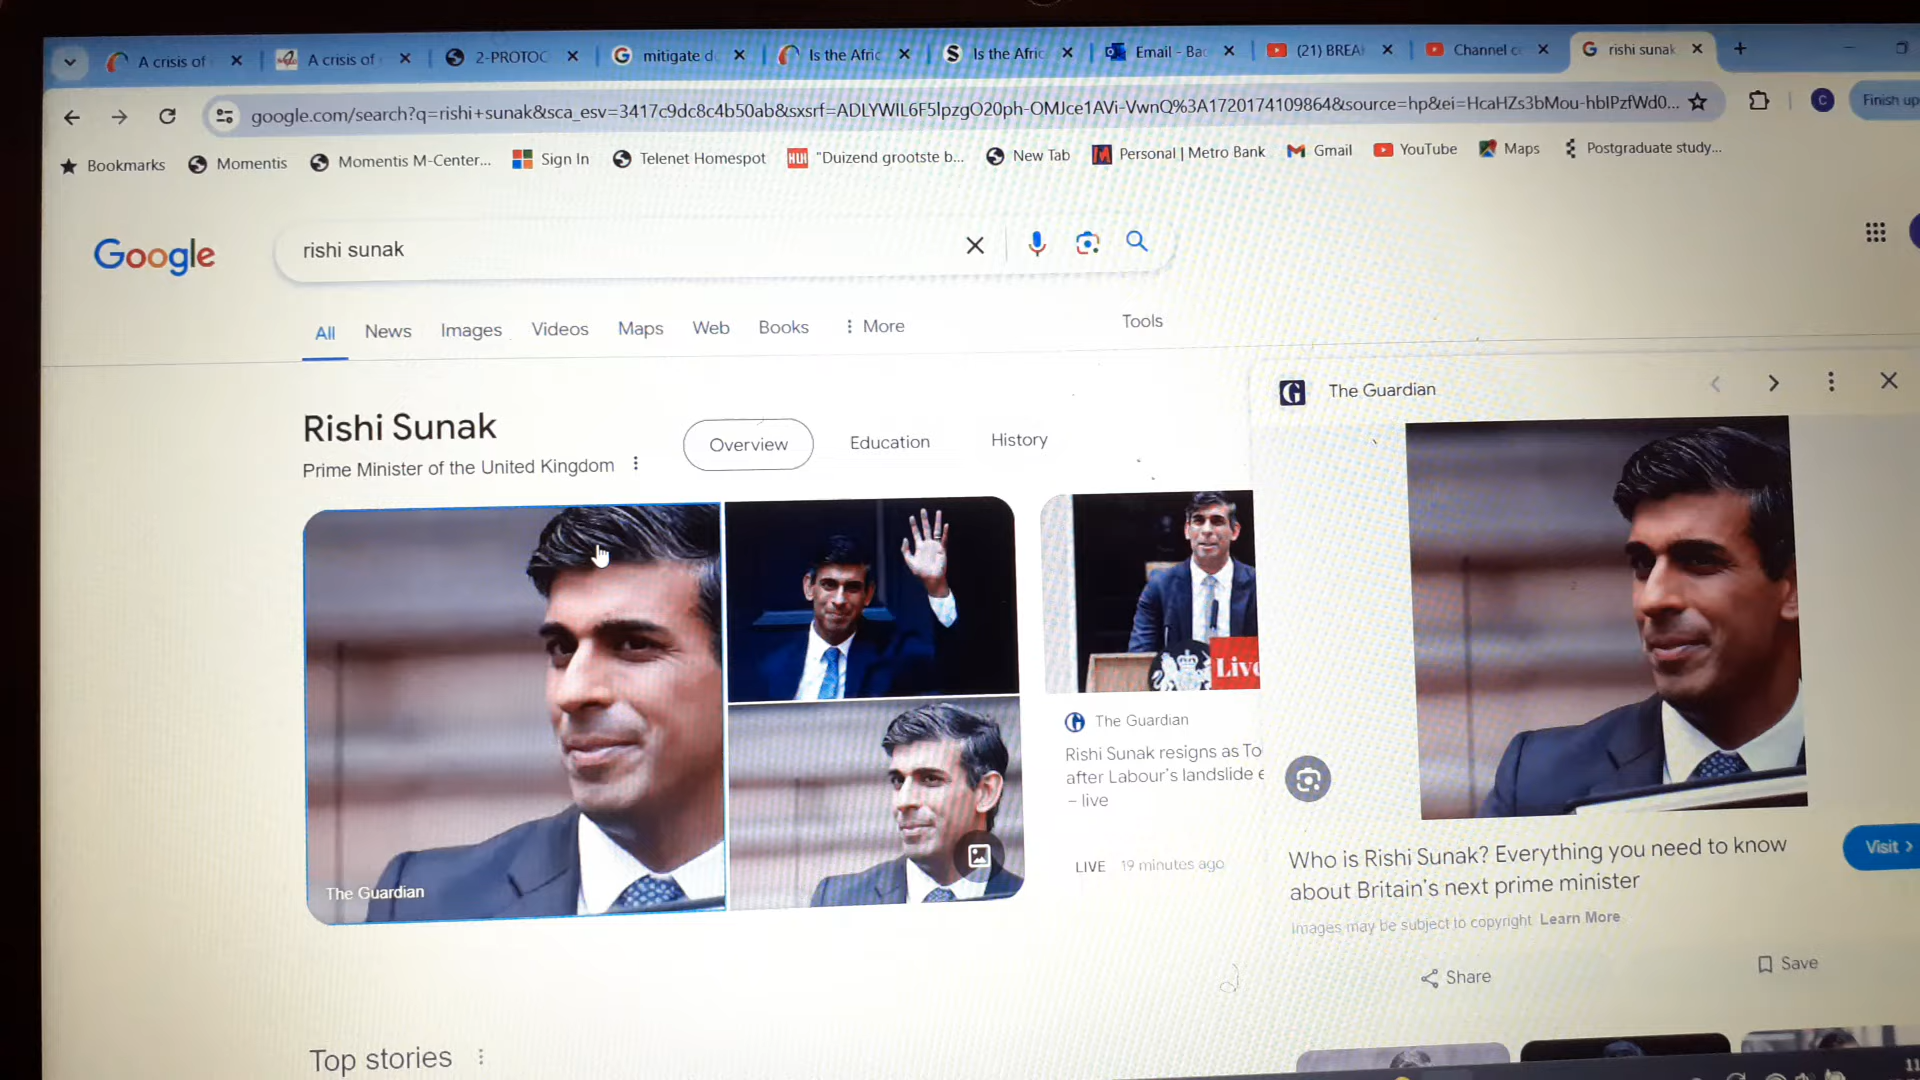 A crisis of
A crisis of
2-PROTOC
mitigate d
Is the Afric
Is the Afric
Email - Ba
(21) BREA
Channel c
rishi sunak
google.com/search?q=rishi+sunak&sca_esv=3417c9dc8c4b50ab&sxsrf=ADLYWIL6F5lpzgO20ph-OMJce1AVi-VwnQ%3A1720174109864&source=hp&ei=HcaHZs3bMou-hbIPzfWd0...
Finish up
Bookmarks
Momentis
Momentis M-Center...
Sign In
Telenet Homespot
HLN
"Duizend grootste b...
New Tab
Personal | Metro Bank
Gmail
YouTube
Maps
Postgraduate study...
Google
rishi sunak
All
News
Images
Videos
Maps
Web
Books
More
Tools
Rishi Sunak
Prime Minister of the United Kingdom
Overview
Education
History
The Guardian
Live
The Guardian
Rishi Sunak resigns as To
after Labour's landslide e
– live
LIVE 19 minutes ago
The Guardian
Who is Rishi Sunak? Everything you need to know
about Britain's next prime minister
Visit >
Images may be subject to copyright Learn More
Share
Save
Top stories